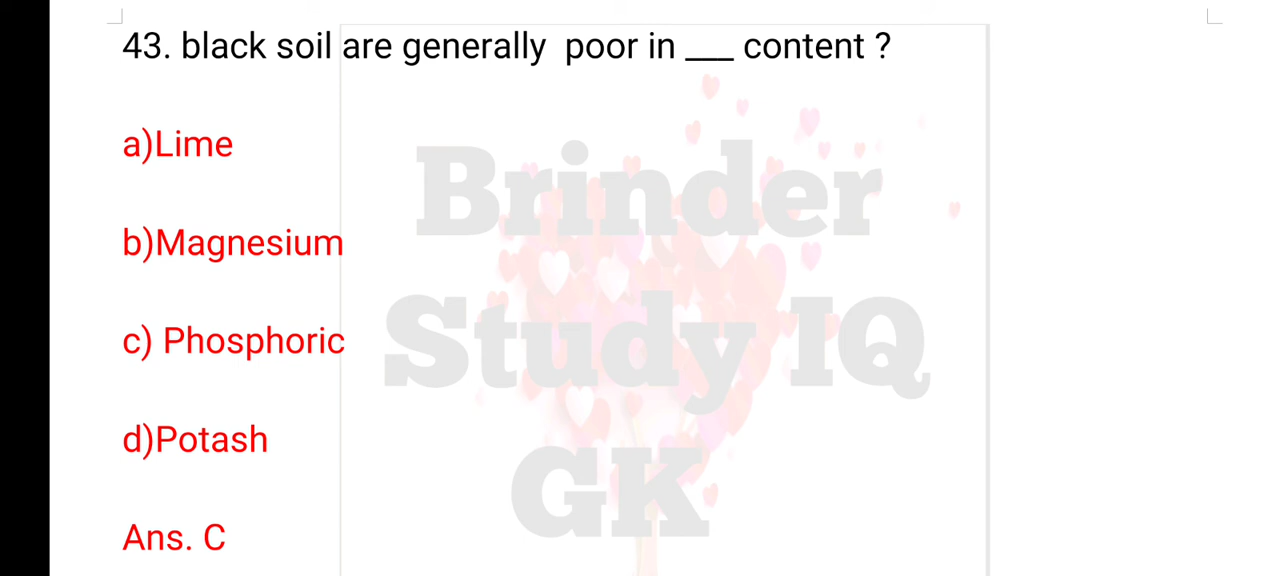 43. black soil are generally  poor in ___ content ?
a)Lime
b)Magnesium
c) Phosphoric
d)Potash
Ans. C
Brinder
Study IQ
GK